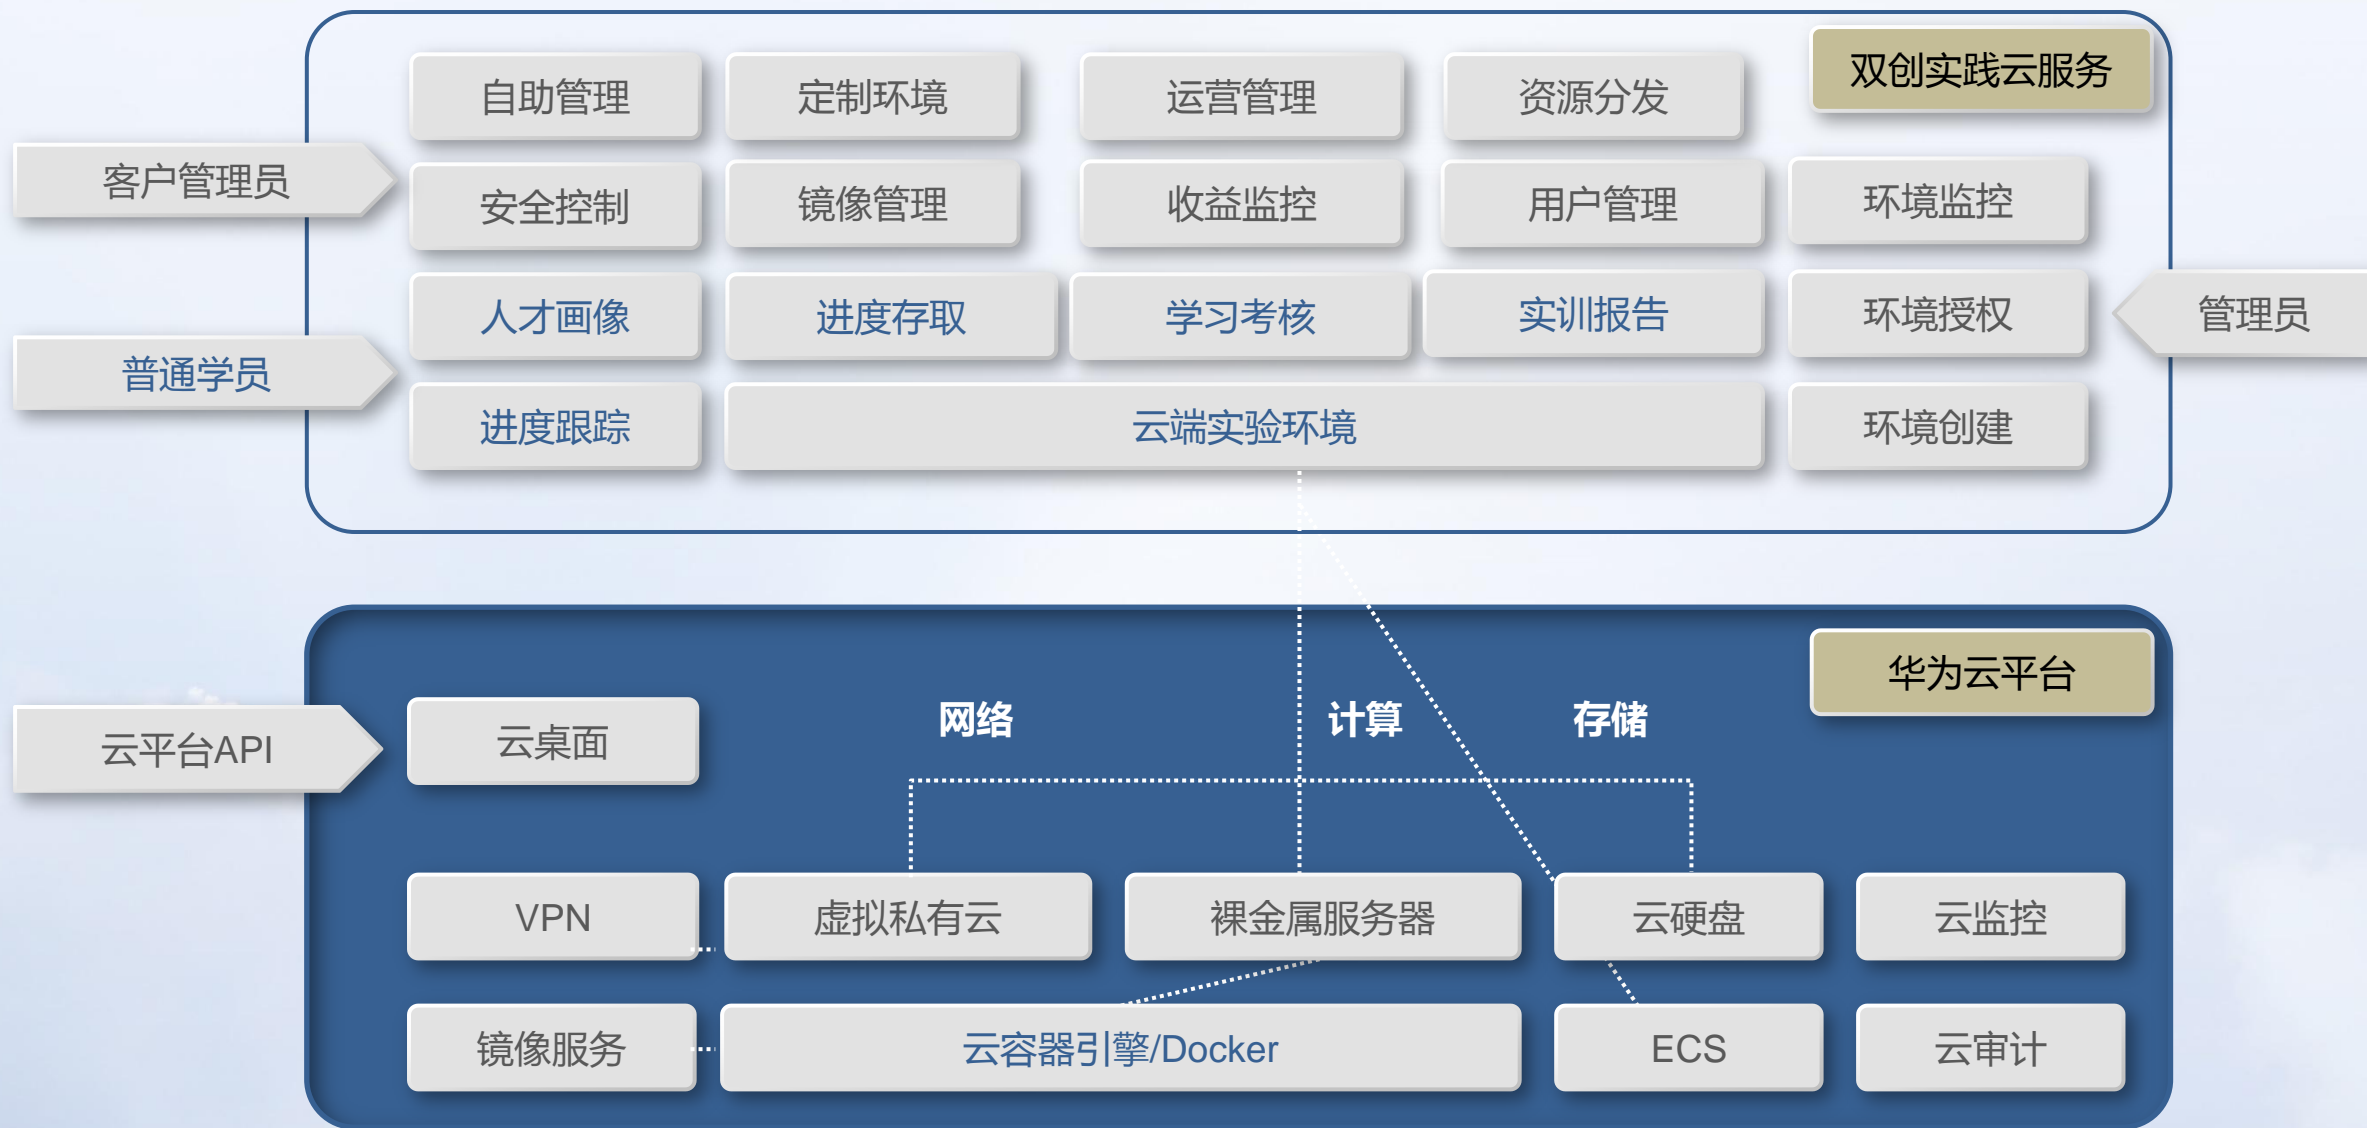 双创实践云服务
自助管理
定制环境
运营管理
资源分发
客户管理员
安全控制
镜像管理
收益监控
用户管理
环境监控
人才画像
进度存取
学习考核
实训报告
环境授权
管理员
普通学员
进度跟踪
云端实验环境
环境创建
华为云平台
云平台API
云桌面
网络
计算
存储
VPN
虚拟私有云
裸金属服务器
云硬盘
云监控
镜像服务
云容器引擎/Docker
ECS
云审计